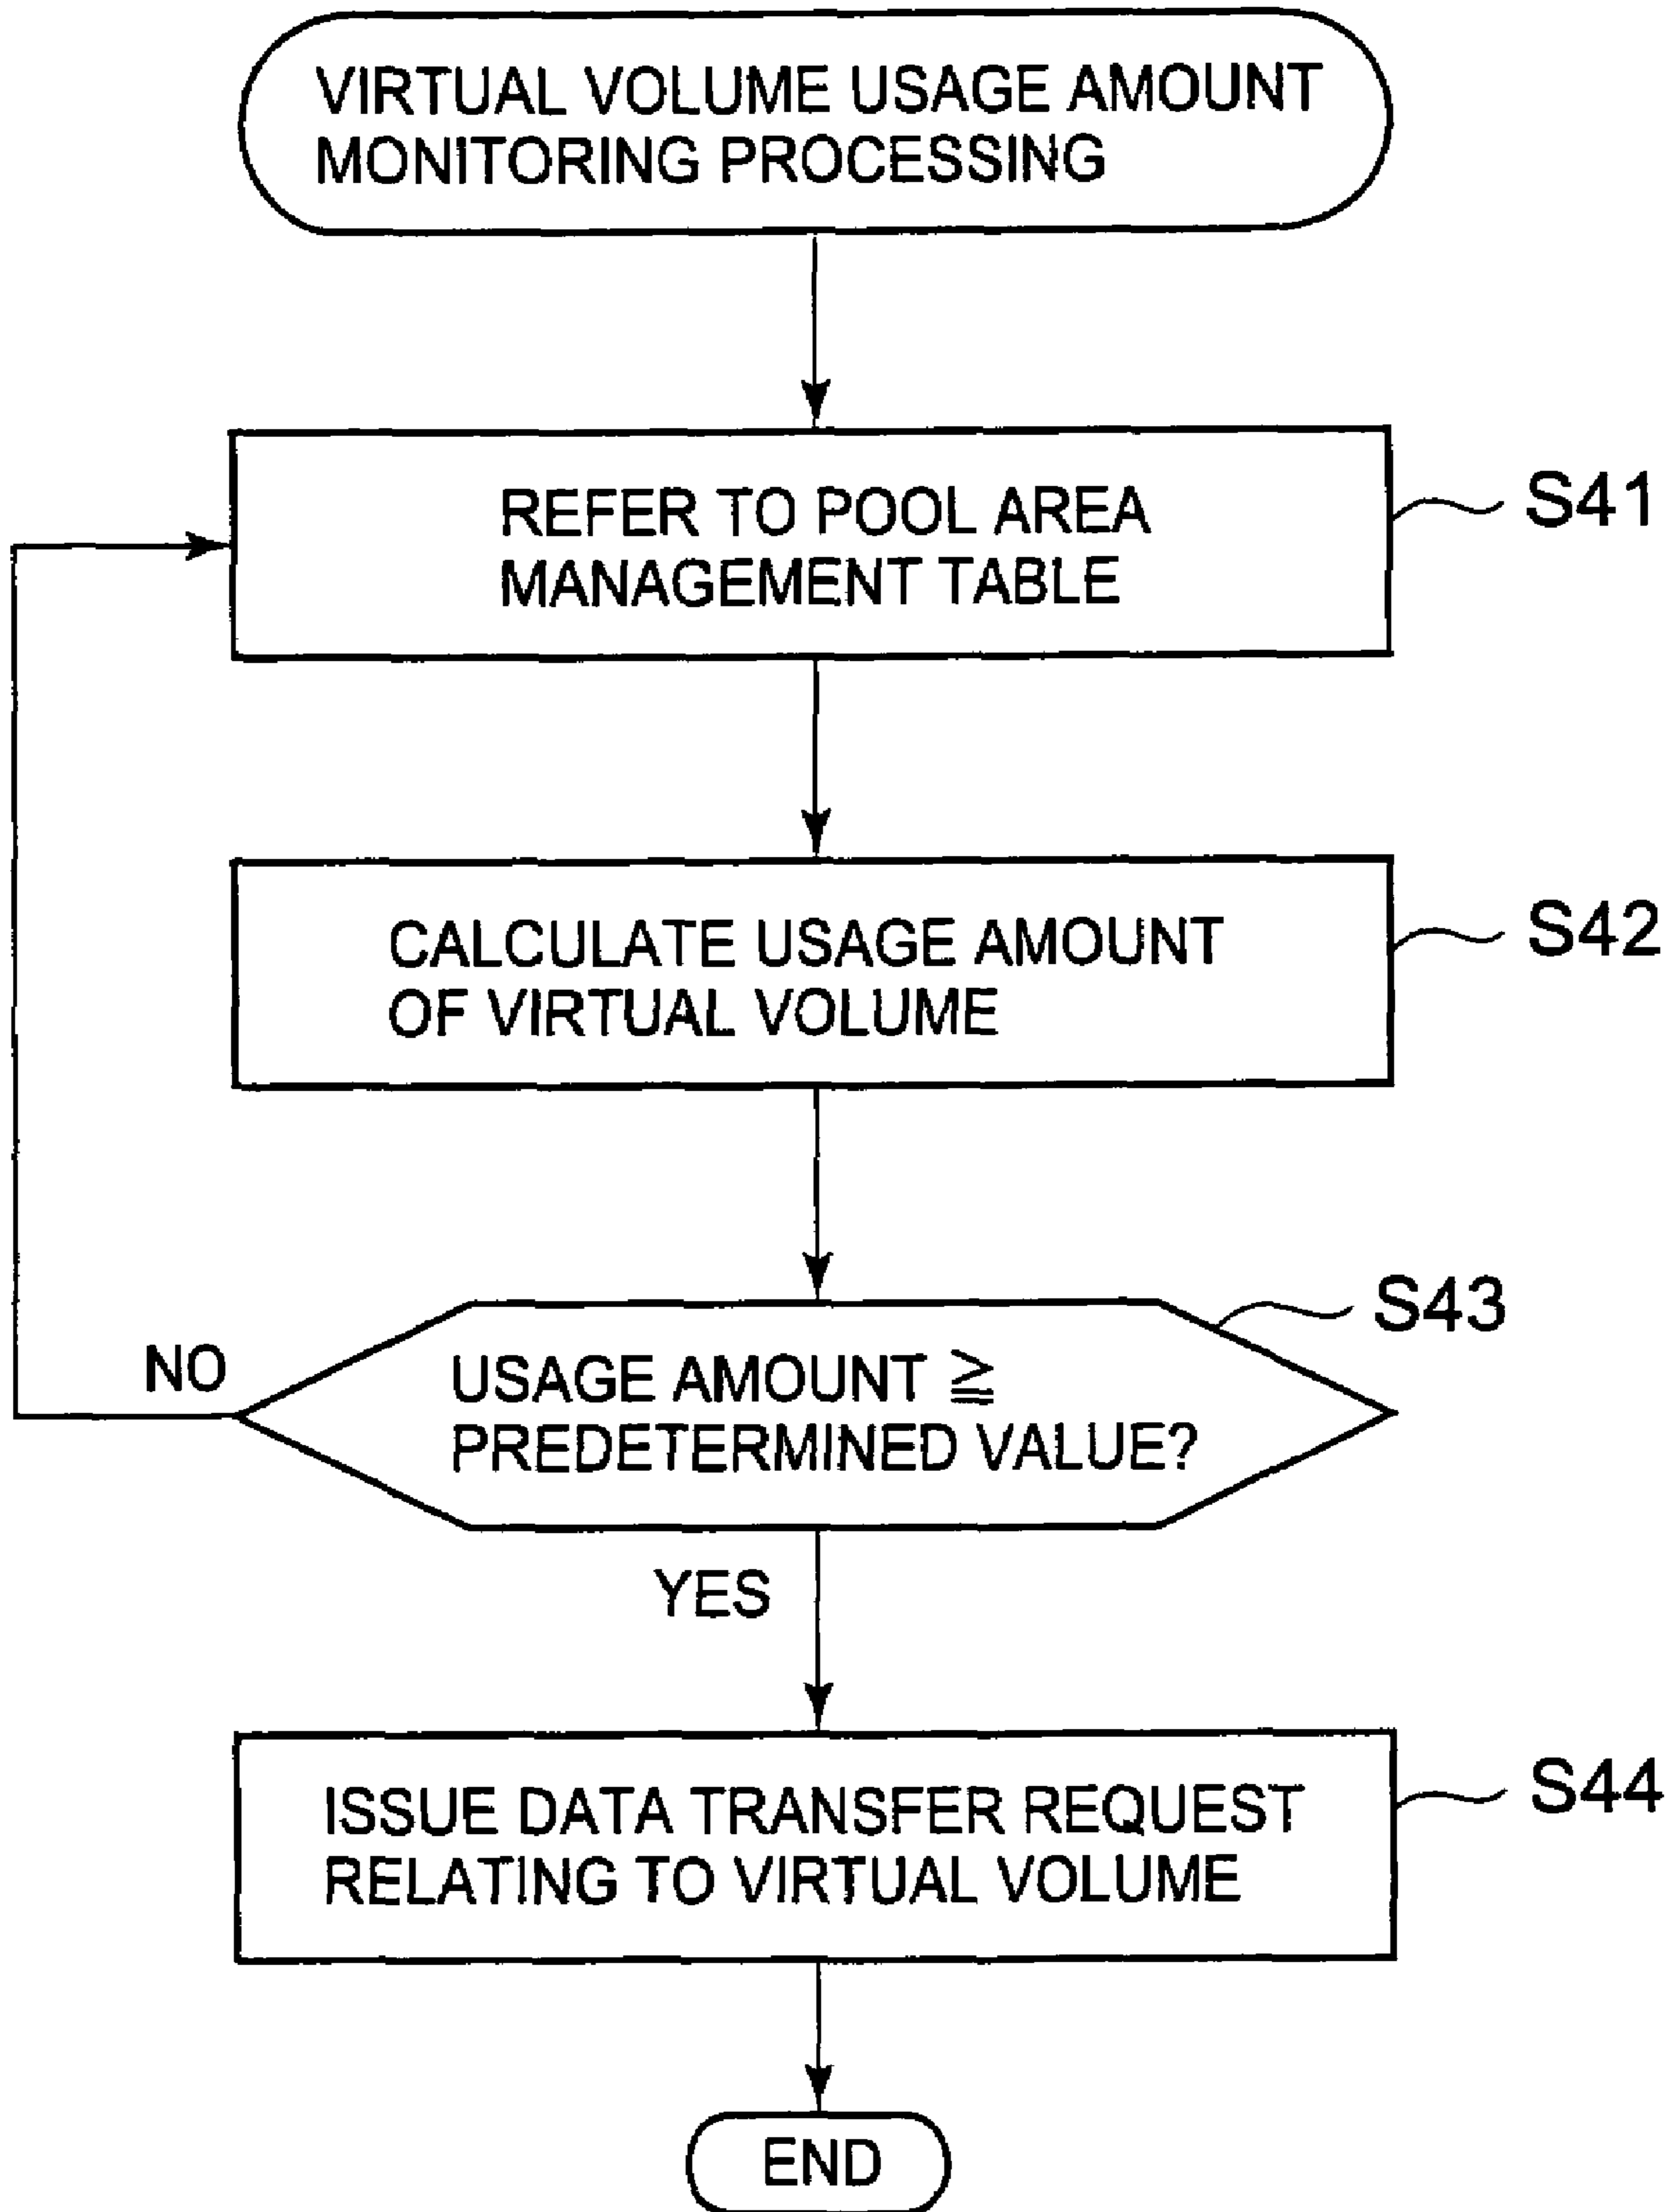 VIRTUAL VOLUME USAGE AMOUNT
MONITORING PROCESSING
REFER TO POOL AREA
MANAGEMENT TABLE
S41
CALCULATE USAGE AMOUNT
OF VIRTUAL VOLUME
S42
S43
NO
USAGE AMOUNT ≧
PREDETERMINED VALUE?
YES
ISSUE DATA TRANSFER REQUEST
RELATING TO VIRTUAL VOLUME
S44
END